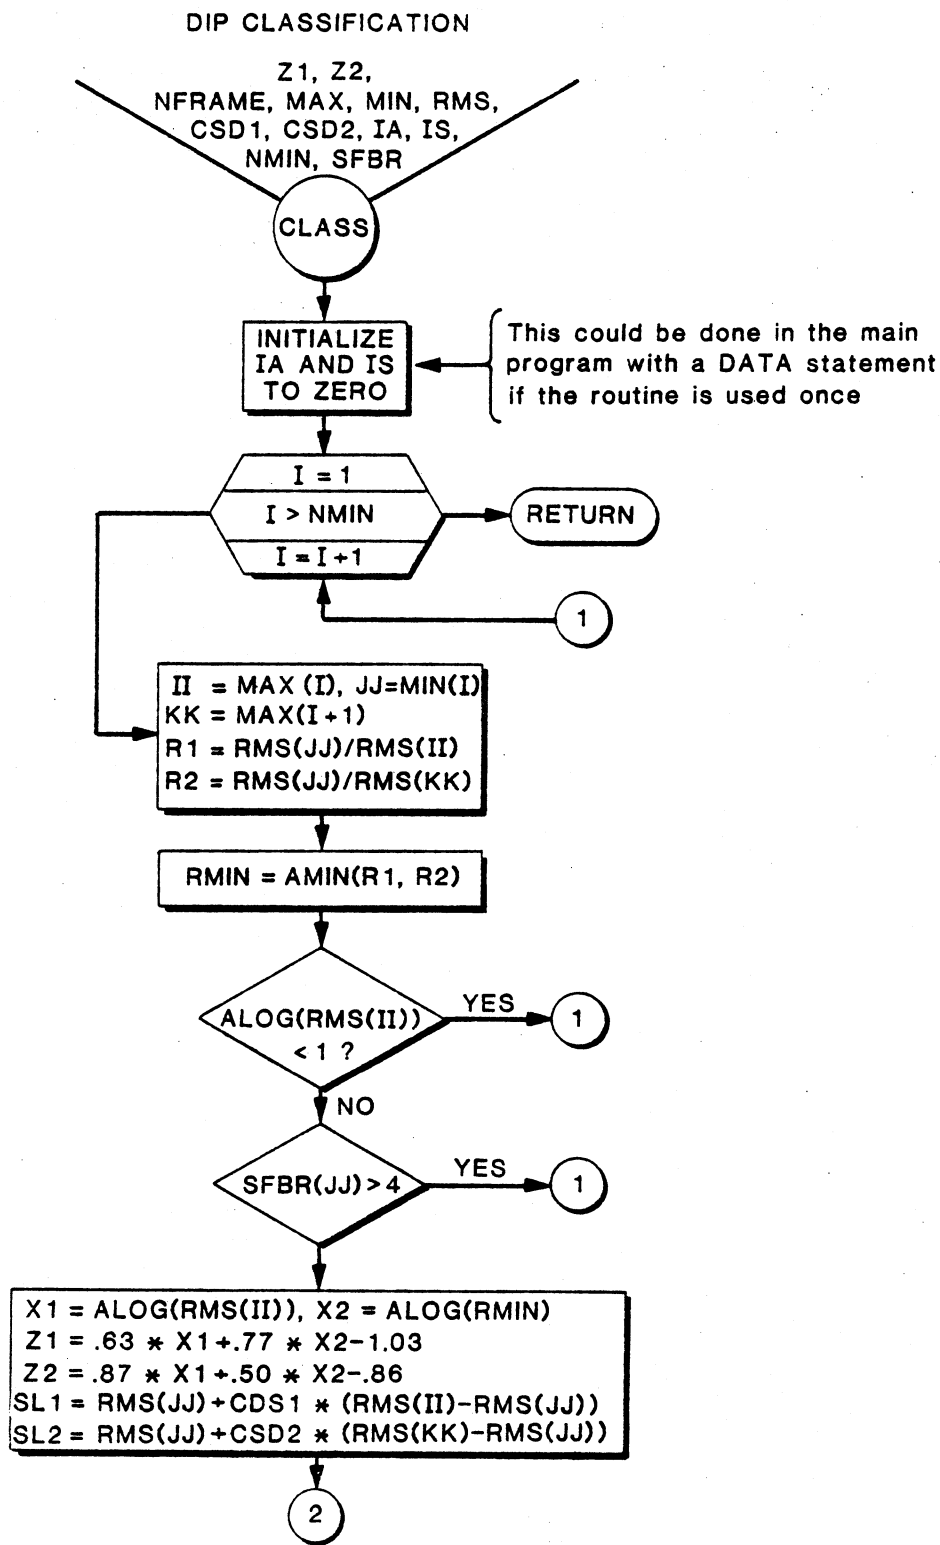 DIP CLASSIFICATION
Z1, Z2,
NFRAME, MAX, MIN, RMS,
CSD1, CSD2, IA, IS,
NMIN, SFBR
CLASS
INITIALIZE
IA AND IS
TO ZERO
This could be done in the main
program with a DATA statement
if the routine is used once
I = 1
I > NMIN
I = I + 1
RETURN
1
II = MAX (I), JJ=MIN(I)
KK = MAX(I+1)
R1 = RMS(JJ)/RMS(II)
R2 = RMS(JJ)/RMS(KK)
RMIN = AMIN(R1, R2)
ALOG(RMS(II))
< 1 ?
YES
1
NO
SFBR(JJ)>4
YES
1
X1 = ALOG(RMS(II)), X2 = ALOG(RMIN)
Z1 = .63 * X1+.77 * X2-1.03
Z2 = .87 * X1+.50 * X2-.86
SL1 = RMS(JJ)+CDS1 * (RMS(II)-RMS(JJ))
SL2 = RMS(JJ)+CSD2 * (RMS(KK)-RMS(JJ))
2